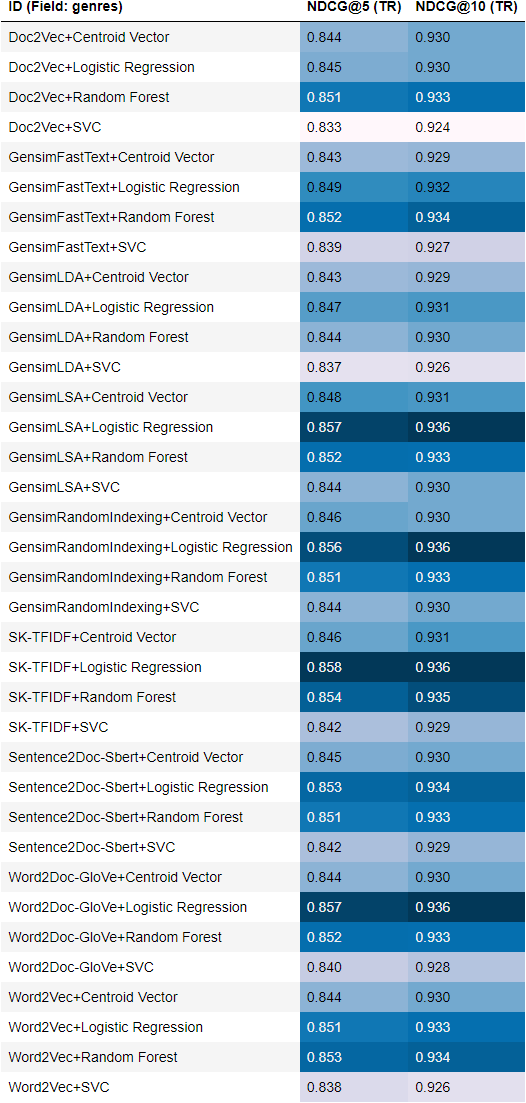 ID (Field: genres) NDCG@5 (TR) NDCG@10 (TR)
Doc2Vec+Centroid Vector 0.844 0.930
Doc2Vec+Logistic Regression 0.845 0.930
Doc2Vec+Random Forest 0.851 0.933
Doc2Vec+SVC 0.833 0.924
GensimFastText+Centroid Vector 0.843 0.929
GensimFastText+Logistic Regression 0.849 0.932
GensimFastText+Random Forest 0.852 0.934
GensimFastText+SVC 0.839 0.927
GensimLDA+Centroid Vector 0.843 0.929
GensimLDA+Logistic Regression 0.847 0.931
GensimLDA+Random Forest 0.844 0.930
GensimLDA+SVC 0.837 0.926
GensimLSA+Centroid Vector 0.848 0.931
GensimLSA+Logistic Regression 0.857 0.936
GensimLSA+Random Forest 0.852 0.933
GensimLSA+SVC 0.844 0.930
GensimRandomIndexing+Centroid Vector 0.846 0.930
GensimRandomIndexing+Logistic Regression 0.856 0.936
GensimRandomIndexing+Random Forest 0.851 0.933
GensimRandomIndexing+SVC 0.844 0.930
SK-TFIDF+Centroid Vector 0.846 0.931
SK-TFIDF+Logistic Regression 0.858 0.936
SK-TFIDF+Random Forest 0.854 0.935
SK-TFIDF+SVC 0.842 0.929
Sentence2Doc-Sbert+Centroid Vector 0.845 0.930
Sentence2Doc-Sbert+Logistic Regression 0.853 0.934
Sentence2Doc-Sbert+Random Forest 0.851 0.933
Sentence2Doc-Sbert+SVC 0.842 0.929
Word2Doc-GloVe+Centroid Vector 0.844 0.930
Word2Doc-GloVe+Logistic Regression 0.857 0.936
Word2Doc-GloVe+Random Forest 0.852 0.933
Word2Doc-GloVe+SVC 0.840 0.928
Word2Vec+Centroid Vector 0.844 0.930
Word2Vec+Logistic Regression 0.851 0.933
Word2Vec+Random Forest 0.853 0.934
Word2Vec+SVC 0.838 0.926